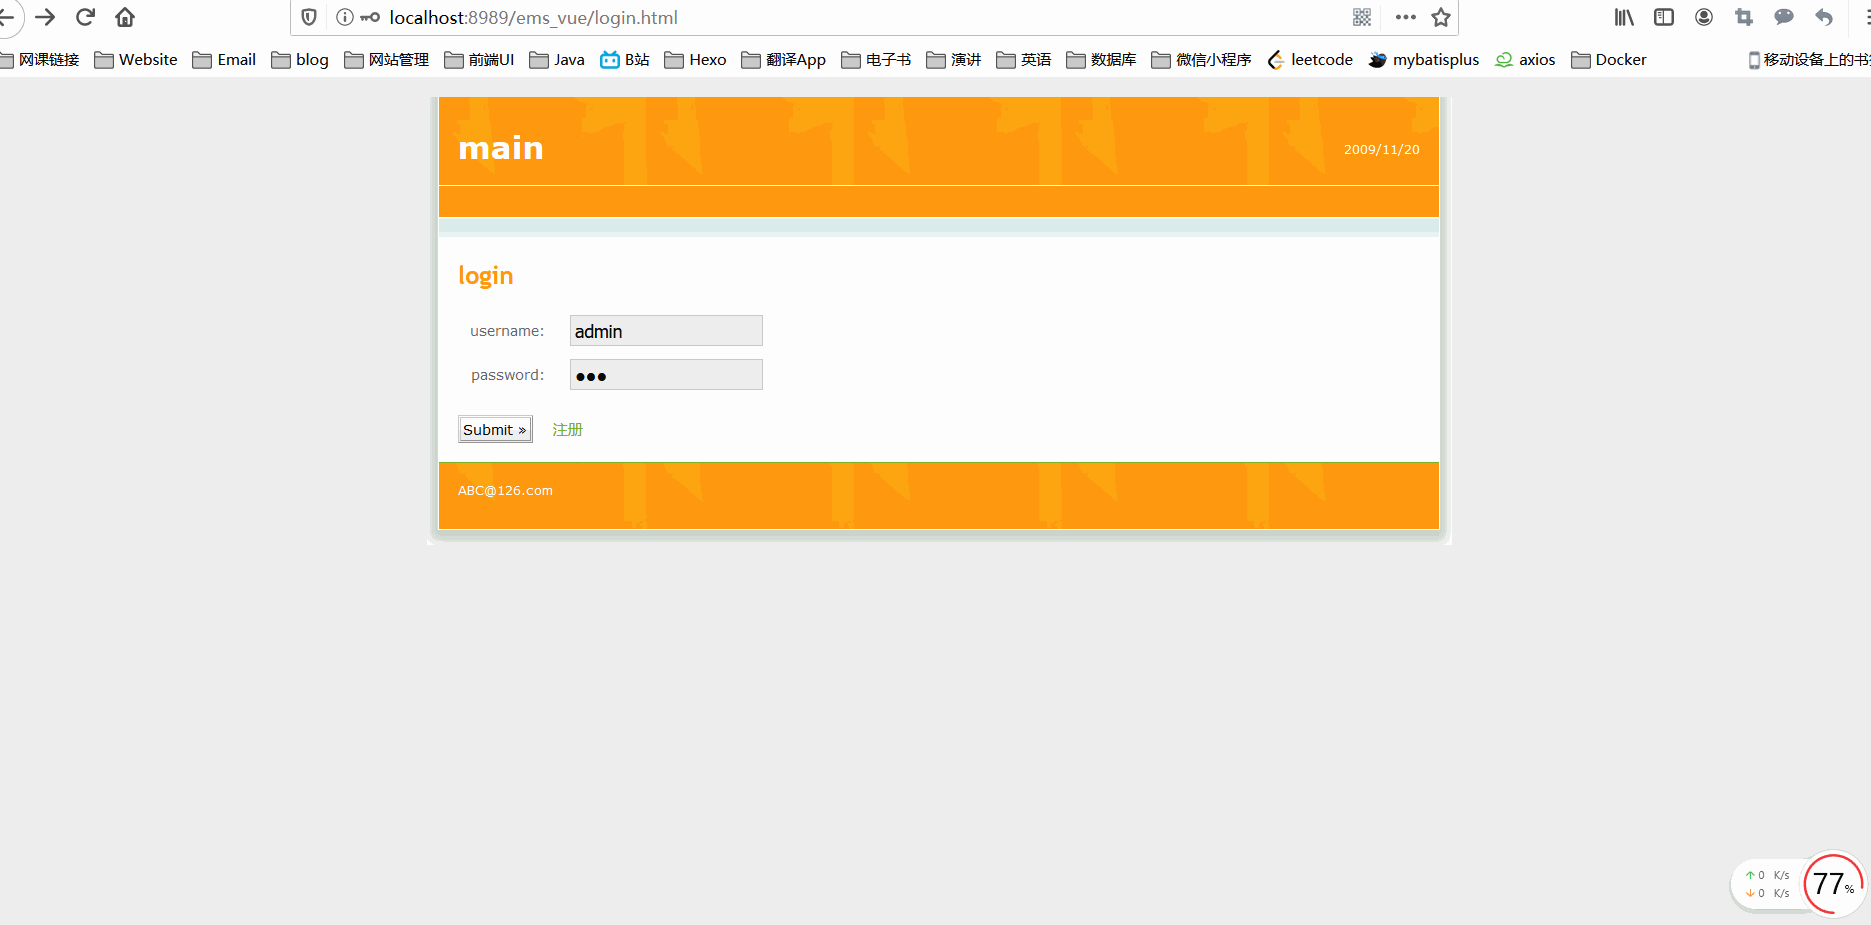 localhost:8989/ems_vue/login.html
网课链接 Website Email blog 网站管理 前端UI Java B站 Hexo 翻译App 电子书 演讲 英语 数据库 微信小程序 leetcode mybatisplus axios Docker 移动设备上的书
main
2009/11/20
login
username: admin
password: ●●●
Submit » 注册
ABC@126.com
↑ 0 K/s
↓ 0 K/s
77%